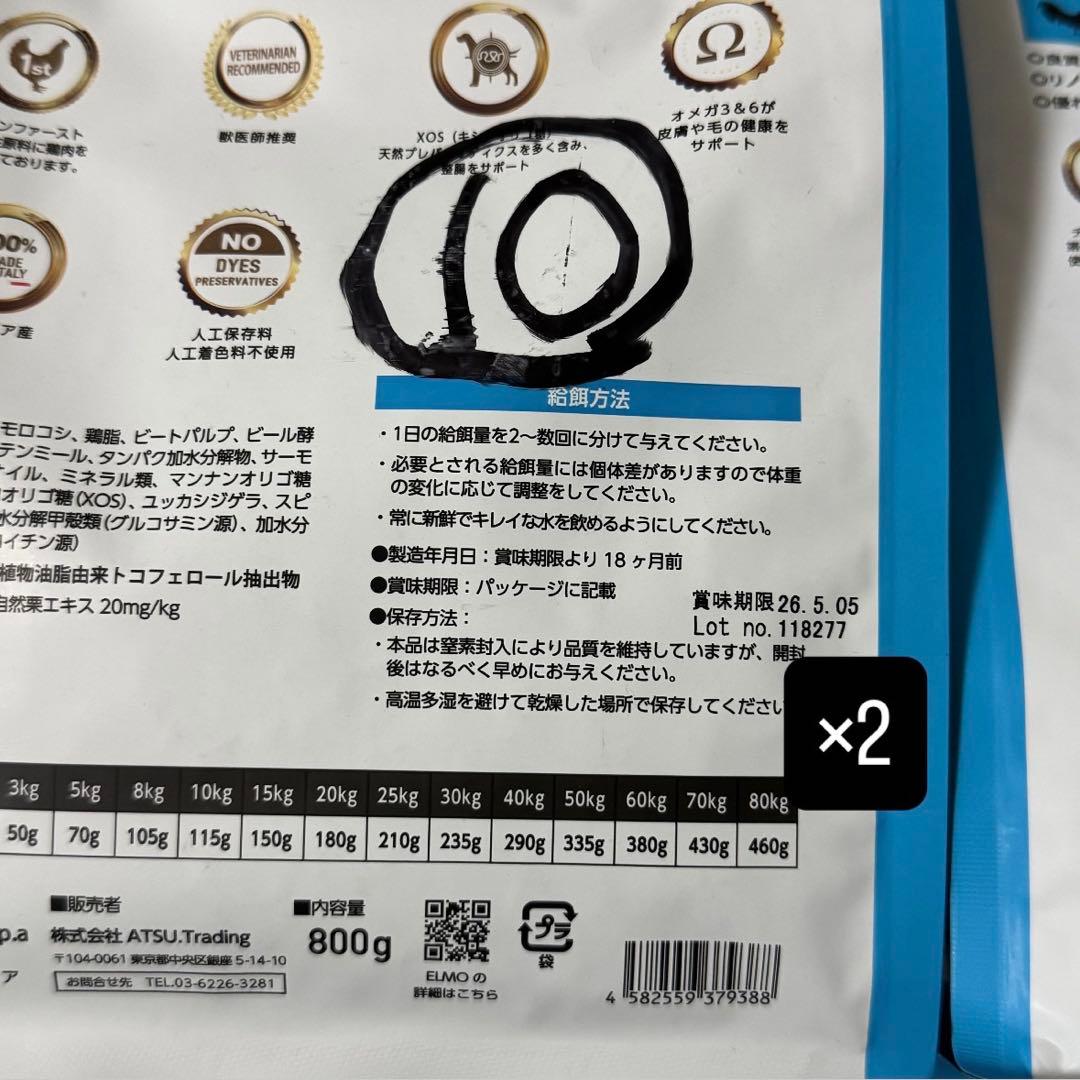 1st
ンファースト
原料に鶏肉を
ております。
VETERINARIAN
RECOMMENDED
獣医師推奨
XOS（キシ
天然プレバ
ィクスを多く含み、
整腸をサポート
Ω
オメガ3＆6が
皮膚や毛の健康を
サポート
00%
ADE
TALY
ア産
NO
DYES
PRESERVATIVES
人工保存料
人工着色料不使用
10
給餌方法
・1日の給餌量を2〜数回に分けて与えてください。
・必要とされる給餌量には個体差がありますので体重
の変化に応じて調整をしてください。
・常に新鮮でキレイな水を飲めるようにしてください。
●製造年月日：賞味期限より 18 ヶ月前
●賞味期限：パッケージに記載
賞味期限26.5.05
Lot no.118277
●保存方法：
・本品は窒素封入により品質を維持していますが、開封
後はなるべく早めにお与えください。
・高温多湿を避けて乾燥した場所で保存してくださ
モロコシ、鶏脂、ビートパルプ、ビール酵
テンミール、タンパク加水分解物、サーモ
オイル、ミネラル類、マンナンオリゴ糖
オリゴ糖（XOS）、ユッカシジゲラ、スピ
水分解甲殻類（グルコサミン源）、加水分
イチン源）
植物油脂由来トコフェロール抽出物
自然栗エキス 20mg/kg
×2
3kg 5kg 8kg 10kg 15kg 20kg 25kg 30kg 40kg 50kg 60kg 70kg 80kg
50g 70g 105g 115g 150g 180g 210g 235g 290g 335g 380g 430g 460g
p.a
ア
■販売者
株式会社 ATSU.Trading
〒104-0061 東京都中央区銀座 5-14-10
お問合せ先 TEL.03-6226-3281
■内容量
800g
ELMO の
詳細はこちら
プラ
袋
4 582559 379388